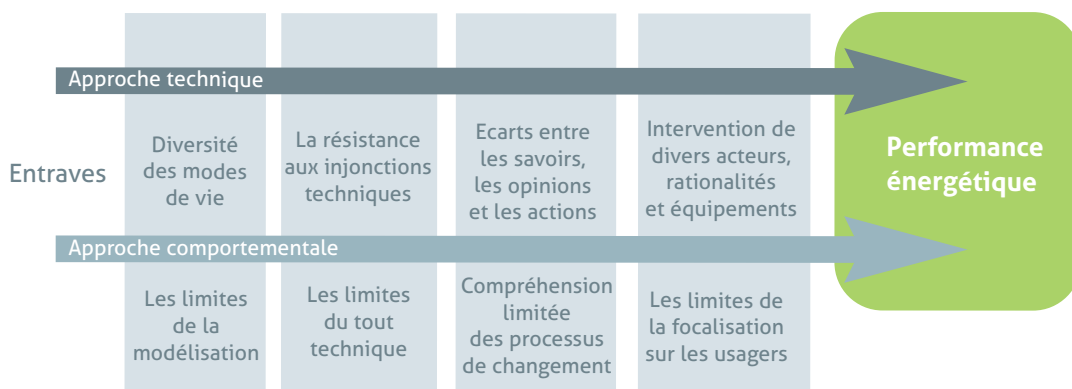 Approche technique
Entraves
Diversité
des modes
de vie
La résistance
aux injonctions
techniques
Ecarts entre
les savoirs,
les opinions
et les actions
Intervention de
divers acteurs,
rationalités
et équipements
Performance
énergétique
Approche comportementale
Les limites
de la
modélisation
Les limites
du tout
technique
Compréhension
limitée
des processus
de changement
Les limites de
la focalisation
sur les usagers